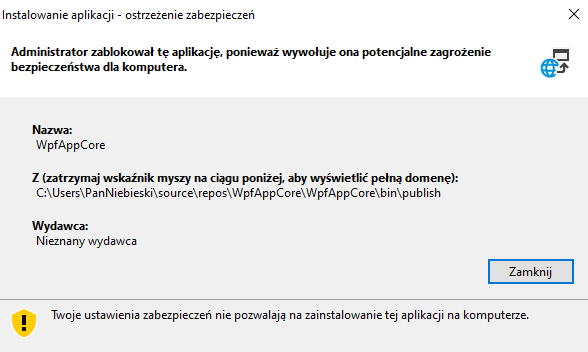 Instalowanie aplikacji - ostrzeżenie zabezpieczeń
Administrator zablokował tę aplikację, ponieważ wywołuje ona potencjalne zagrożenie
bezpieczeństwa dla komputera.
Nazwa:
WpfAppCore
Z (zatrzymaj wskaźnik myszy na ciągu poniżej, aby wyświetlić pełną domenę):
C:\Users\PanNiebieski\source\repos\WpfAppCore\WpfAppCore\bin\publish
Wydawca:
Nieznany wydawca
Zamknij
Twoje ustawienia zabezpieczeń nie pozwalają na zainstalowanie tej aplikacji na komputerze.